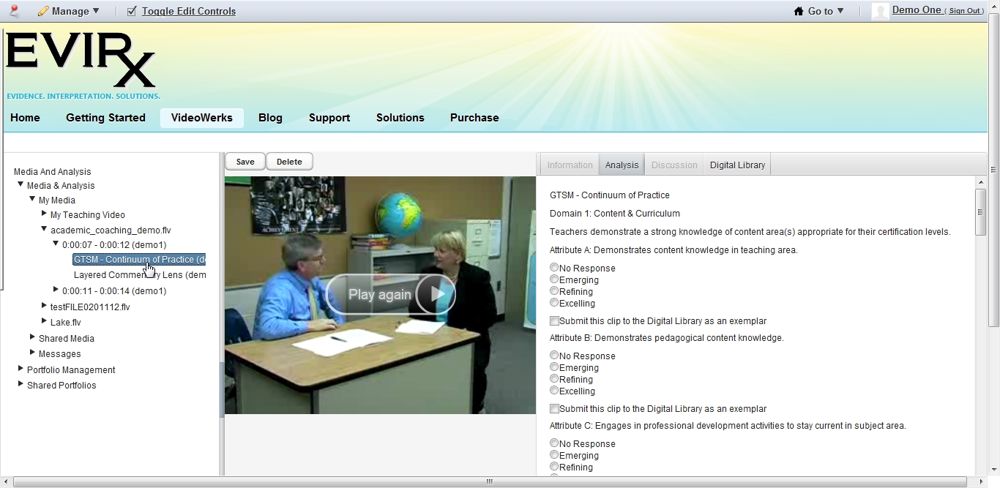 Manage
Toggle Edit Controls
Go to
Demo One ( Sign Out )
EVIRx
EVIDENCE. INTERPRETATION. SOLUTIONS.
Home
Getting Started
VideoWerks
Blog
Support
Solutions
Purchase
Media And Analysis
Media & Analysis
My Media
My Teaching Video
academic_coaching_demo.flv
0:00:07 - 0:00:12 (demo1)
GTSM - Continuum of Practice (de
Layered Commentary Lens (dem
0:00:11 - 0:00:14 (demo1)
testFILE0201112.flv
Lake.flv
Shared Media
Messages
Portfolio Management
Shared Portfolios
Save
Delete
Play again
Information
Analysis
Discussion
Digital Library
GTSM - Continuum of Practice
Domain 1: Content & Curriculum
Teachers demonstrate a strong knowledge of content area(s) appropriate for their certification levels.
Attribute A: Demonstrates content knowledge in teaching area.
No Response
Emerging
Refining
Excelling
Submit this clip to the Digital Library as an exemplar
Attribute B: Demonstrates pedagogical content knowledge.
No Response
Emerging
Refining
Excelling
Submit this clip to the Digital Library as an exemplar
Attribute C: Engages in professional development activities to stay current in subject area.
No Response
Emerging
Refining